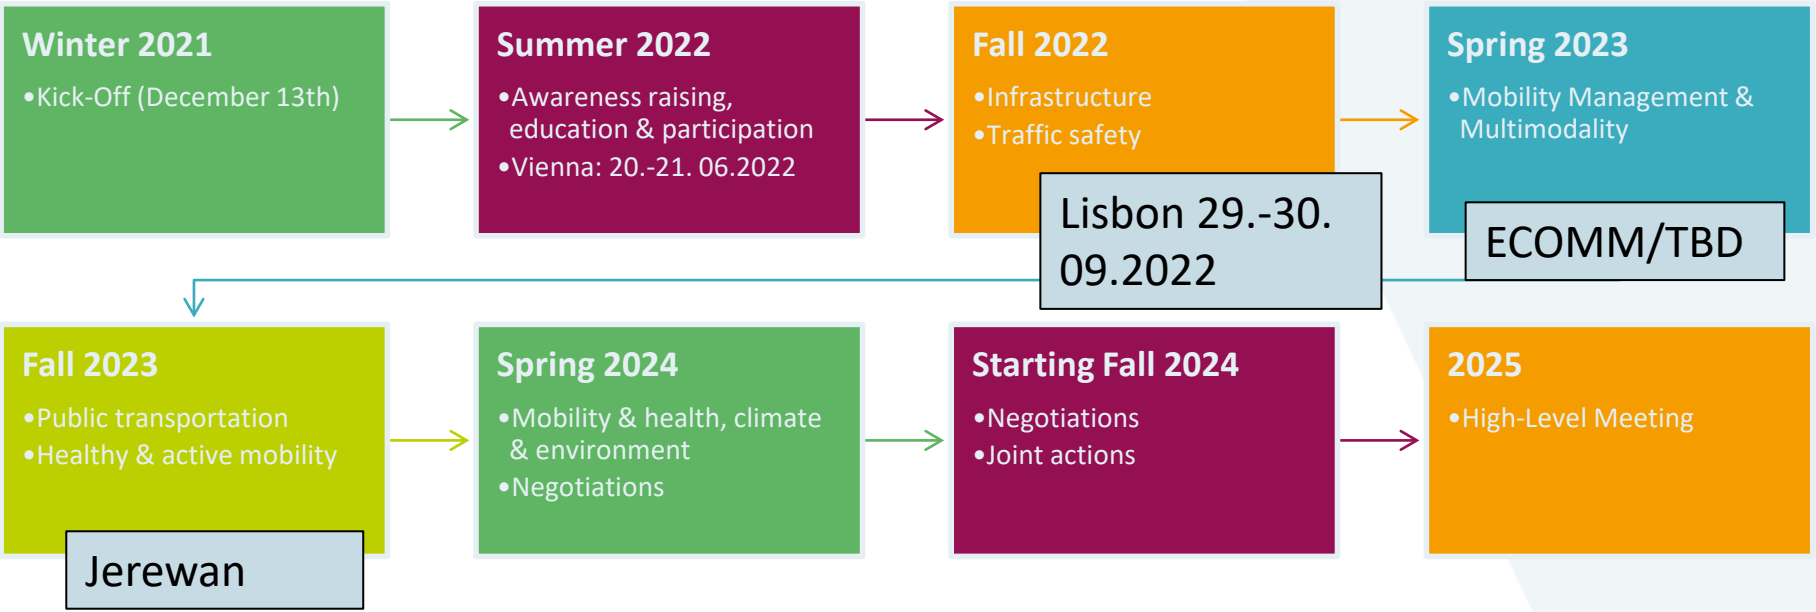 Winter 2021
•Kick-Off (December 13th)
Summer 2022
•Awareness raising,
education & participation
•Vienna: 20.-21. 06.2022
Fall 2022
•Infrastructure
•Traffic safety
Lisbon 29.-30.
09.2022
Spring 2023
•Mobility Management &
Multimodality
ECOMM/TBD
Fall 2023
•Public transportation
•Healthy & active mobility
Jerewan
Spring 2024
•Mobility & health, climate
& environment
•Negotiations
Starting Fall 2024
•Negotiations
•Joint actions
2025
•High-Level Meeting